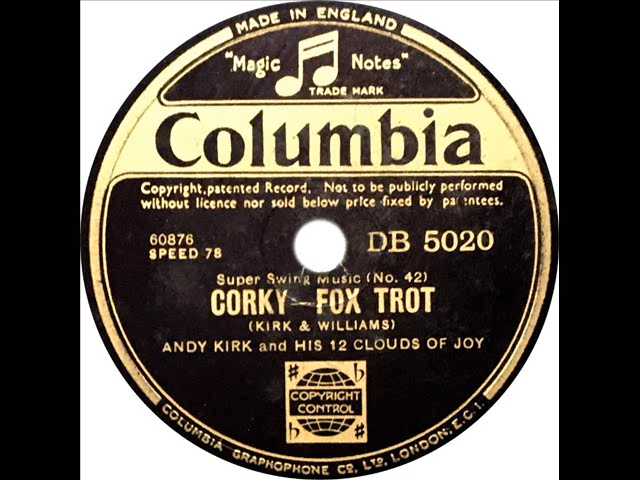 MADE IN ENGLAND
"Magic Notes"
TRADE MARK
Columbia
Copyright, patented Record. Not to be publicly performed
without licence nor sold below price fixed by patentees.
60876
SPEED 78
DB 5020
Super Swing Music (No. 42)
CORKY—FOX TROT
(KIRK & WILLIAMS)
ANDY KIRK and HIS 12 CLOUDS OF JOY
COPYRIGHT
CONTROL
COLUMBIA GRAPHOPHONE CO. LTD. LONDON, E.C.1.